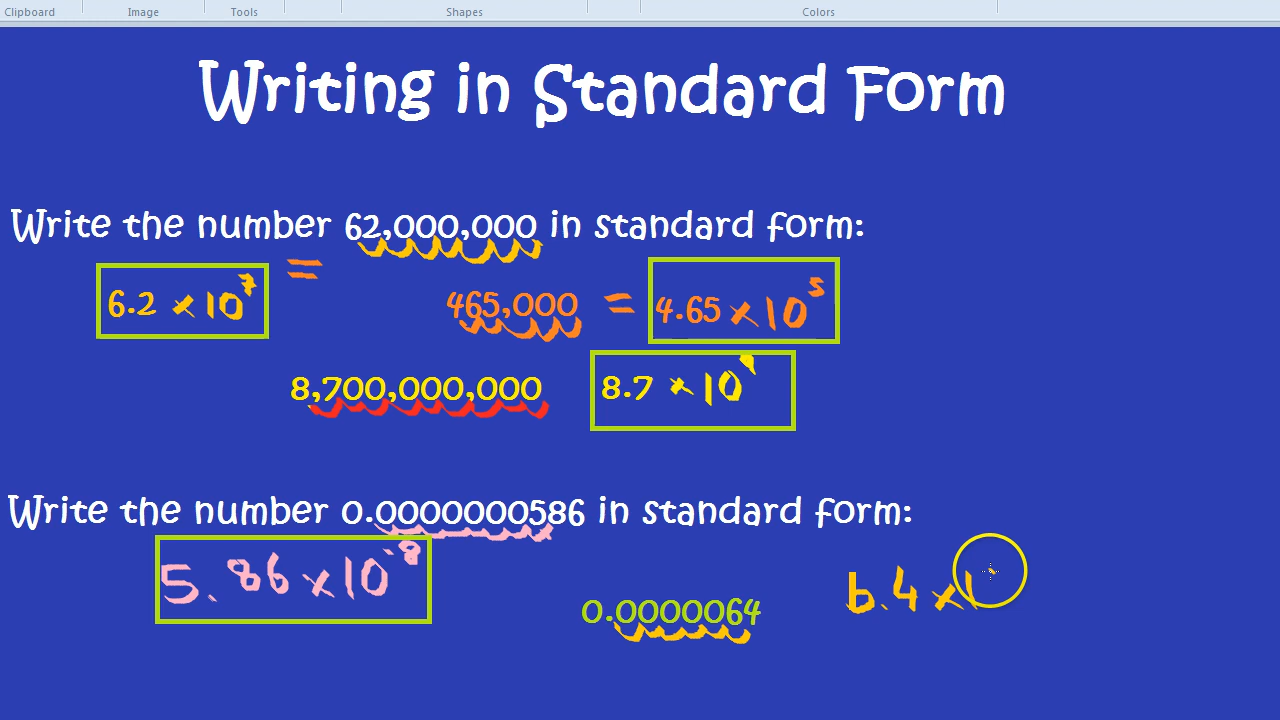 Clipboard Image Tools Shapes Colors
Writing in Standard Form
Write the number 62,000,000 in standard form:
6.2 × 10⁷ =
465,000 = 4.65 × 10⁵
8,700,000,000 8.7 × 10⁹
Write the number 0.0000000586 in standard form:
5.86 × 10⁻⁸
0.0000064 6.4 × 1